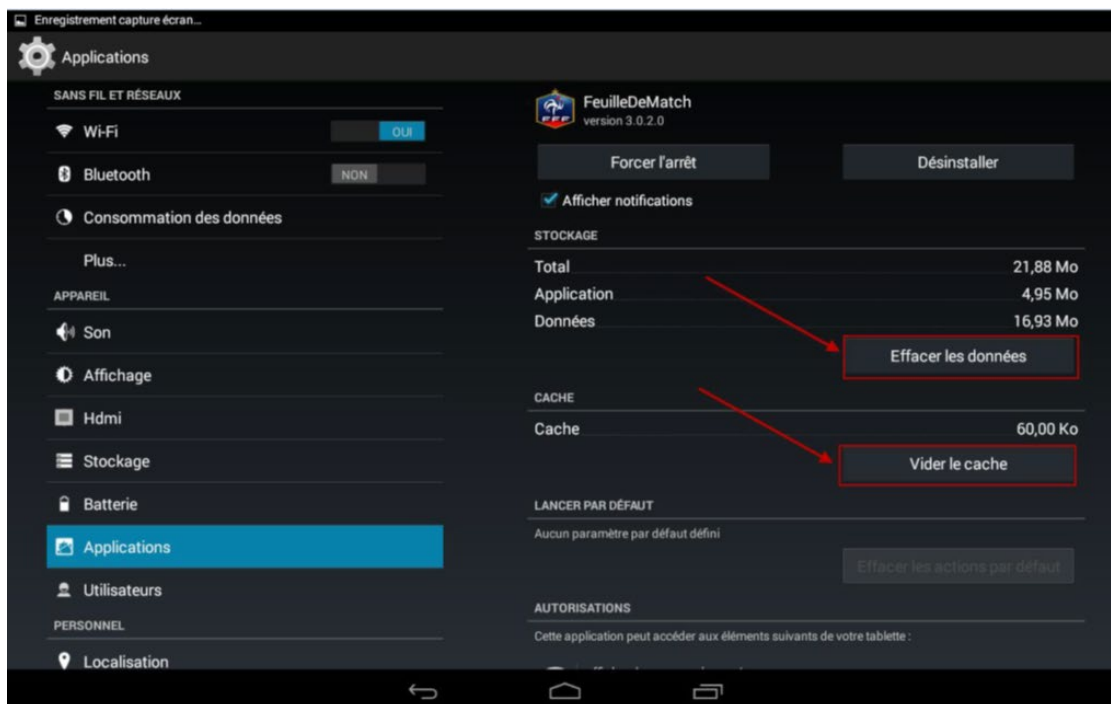 Enregistrement capture écran...
Applications
SANS FIL ET RÉSEAUX
Wi-Fi
OUI
Bluetooth
NON
Consommation des données
Plus...
APPAREIL
Son
Affichage
Hdmi
Stockage
Batterie
Applications
Utilisateurs
PERSONNEL
Localisation
FeuilleDeMatch
version 3.0.2.0
Forcer l'arrêt
Désinstaller
Afficher notifications
STOCKAGE
Total 21,88 Mo
Application 4,95 Mo
Données 16,93 Mo
Effacer les données
CACHE
Cache 60,00 Ko
Vider le cache
LANCER PAR DÉFAUT
Aucun paramètre par défaut défini
Effacer les actions par défaut
AUTORISATIONS
Cette application peut accéder aux éléments suivants de votre tablette :